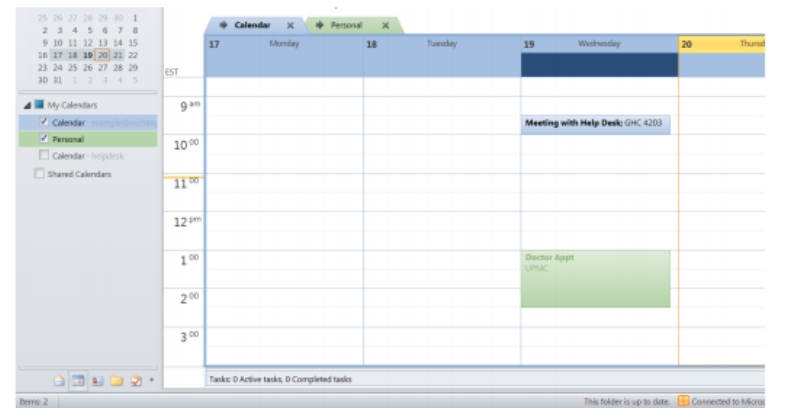 25 26 27 28 29 30 1
2 3 4 5 6 7 8
9 10 11 12 13 14 15
16 17 18 19 20 21 22
23 24 25 26 27 28 29
30 31 1 2 3 4 5
My Calendars
Calendar
Personal
Calendar - helpdesk
Shared Calendars
Items: 2
Calendar X Personal X
17 Monday 18 Tuesday 19 Wednesday 20 Thursd
EST
9 am
Meeting with Help Desk; GHC 4203
10 00
11 00
12 pm
1 00
Doctor Appt
UPMC
2 00
3 00
Tasks: 0 Active tasks, 0 Completed tasks
This folder is up to date. Connected to Micros